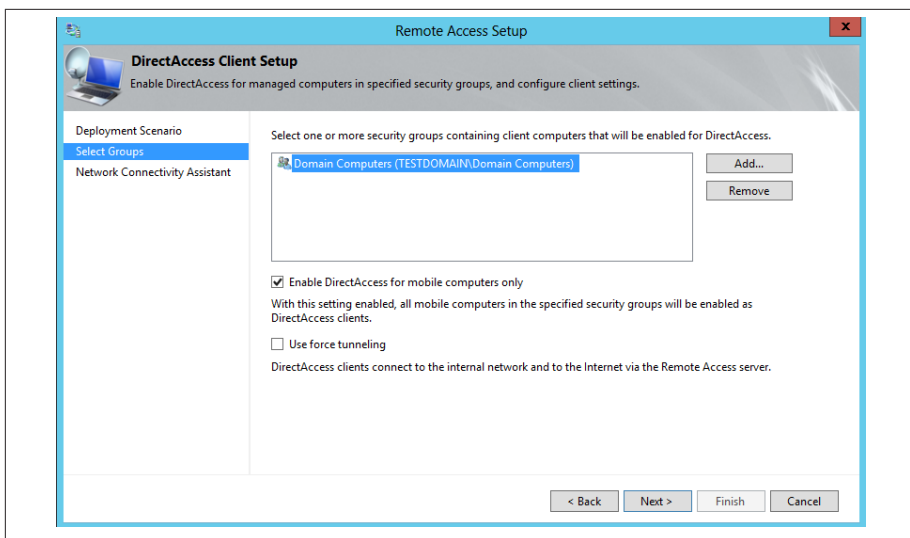 Remote Access Setup
x
DirectAccess Client Setup
Enable DirectAccess for managed computers in specified security groups, and configure client settings.
Deployment Scenario
Select Groups
Network Connectivity Assistant
Select one or more security groups containing client computers that will be enabled for DirectAccess.
Domain Computers (TESTDOMAIN\Domain Computers)
Add...
Remove
Enable DirectAccess for mobile computers only
With this setting enabled, all mobile computers in the specified security groups will be enabled as
DirectAccess clients.
Use force tunneling
DirectAccess clients connect to the internal network and to the Internet via the Remote Access server.
< Back
Next >
Finish
Cancel